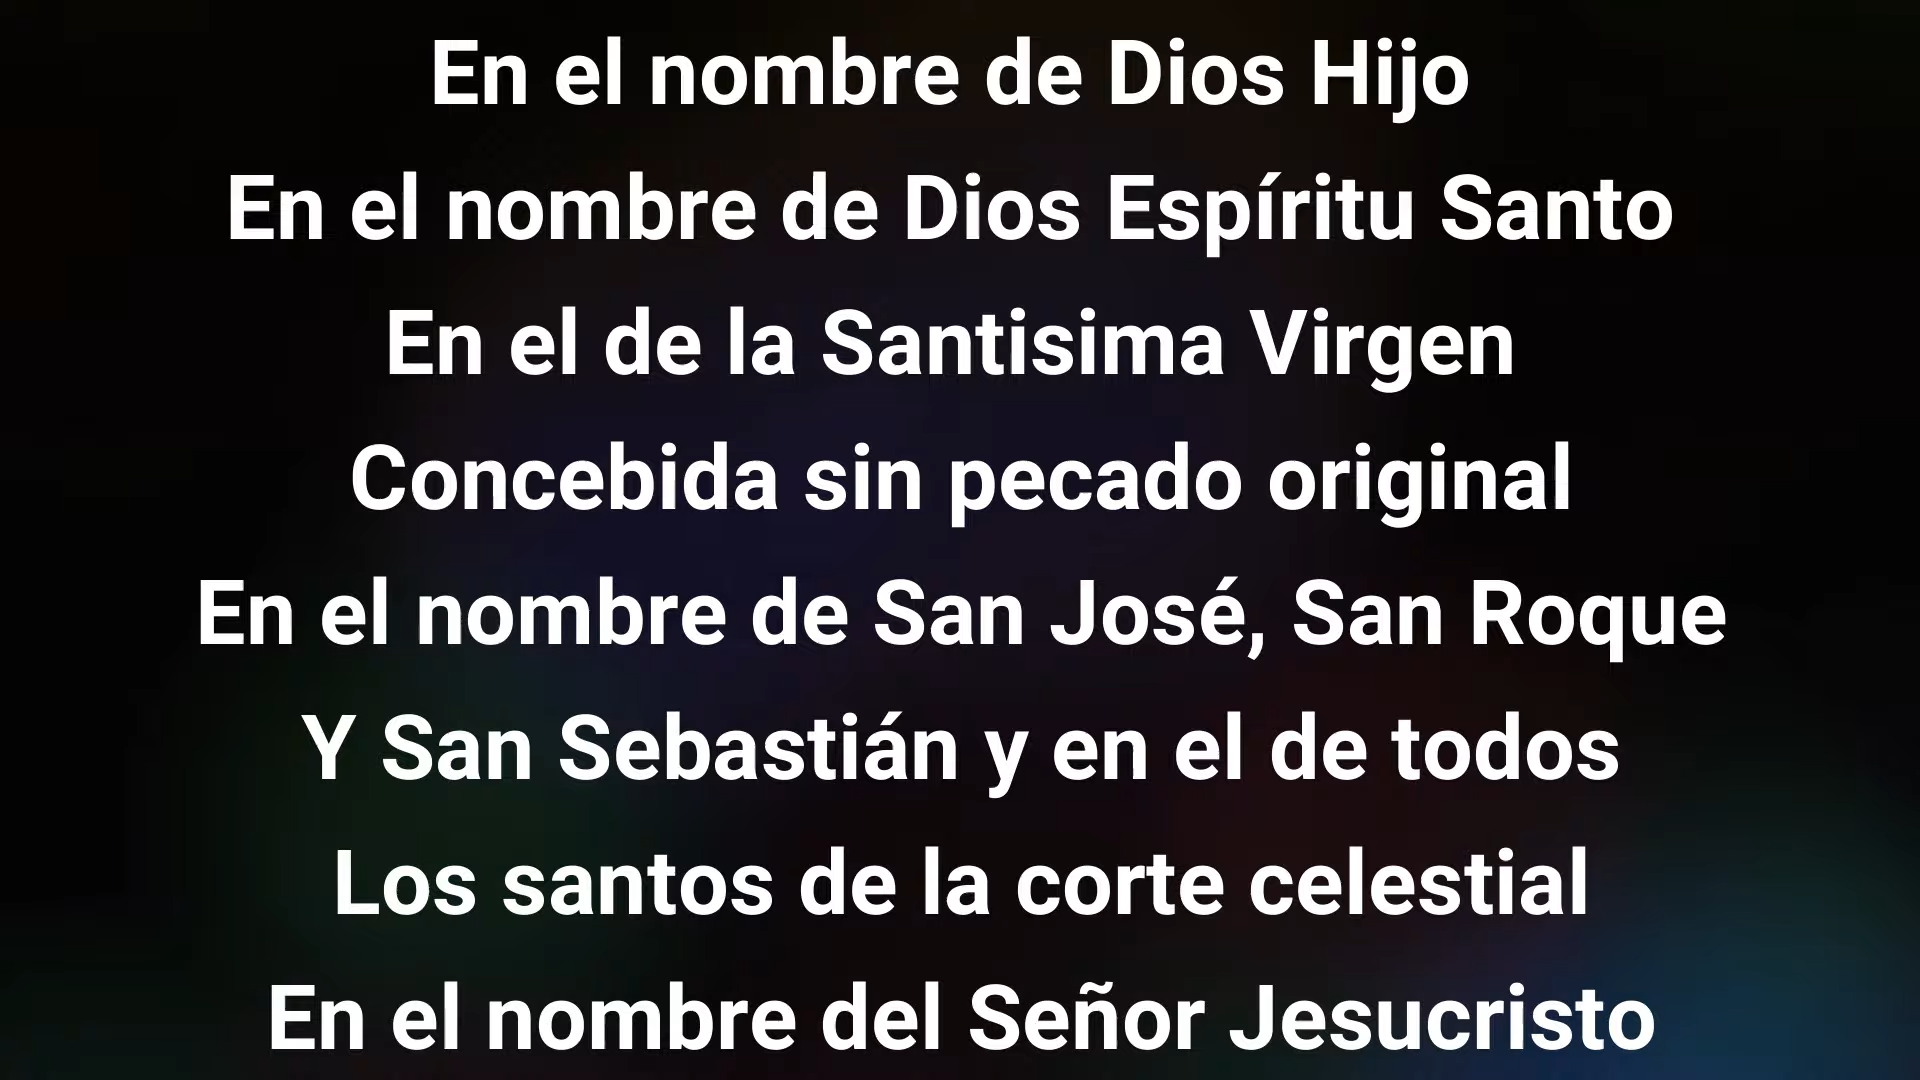 En el nombre de Dios Hijo
En el nombre de Dios Espíritu Santo
En el de la Santisima Virgen
Concebida sin pecado original
En el nombre de San José, San Roque
Y San Sebastián y en el de todos
Los santos de la corte celestial
En el nombre del Señor Jesucristo